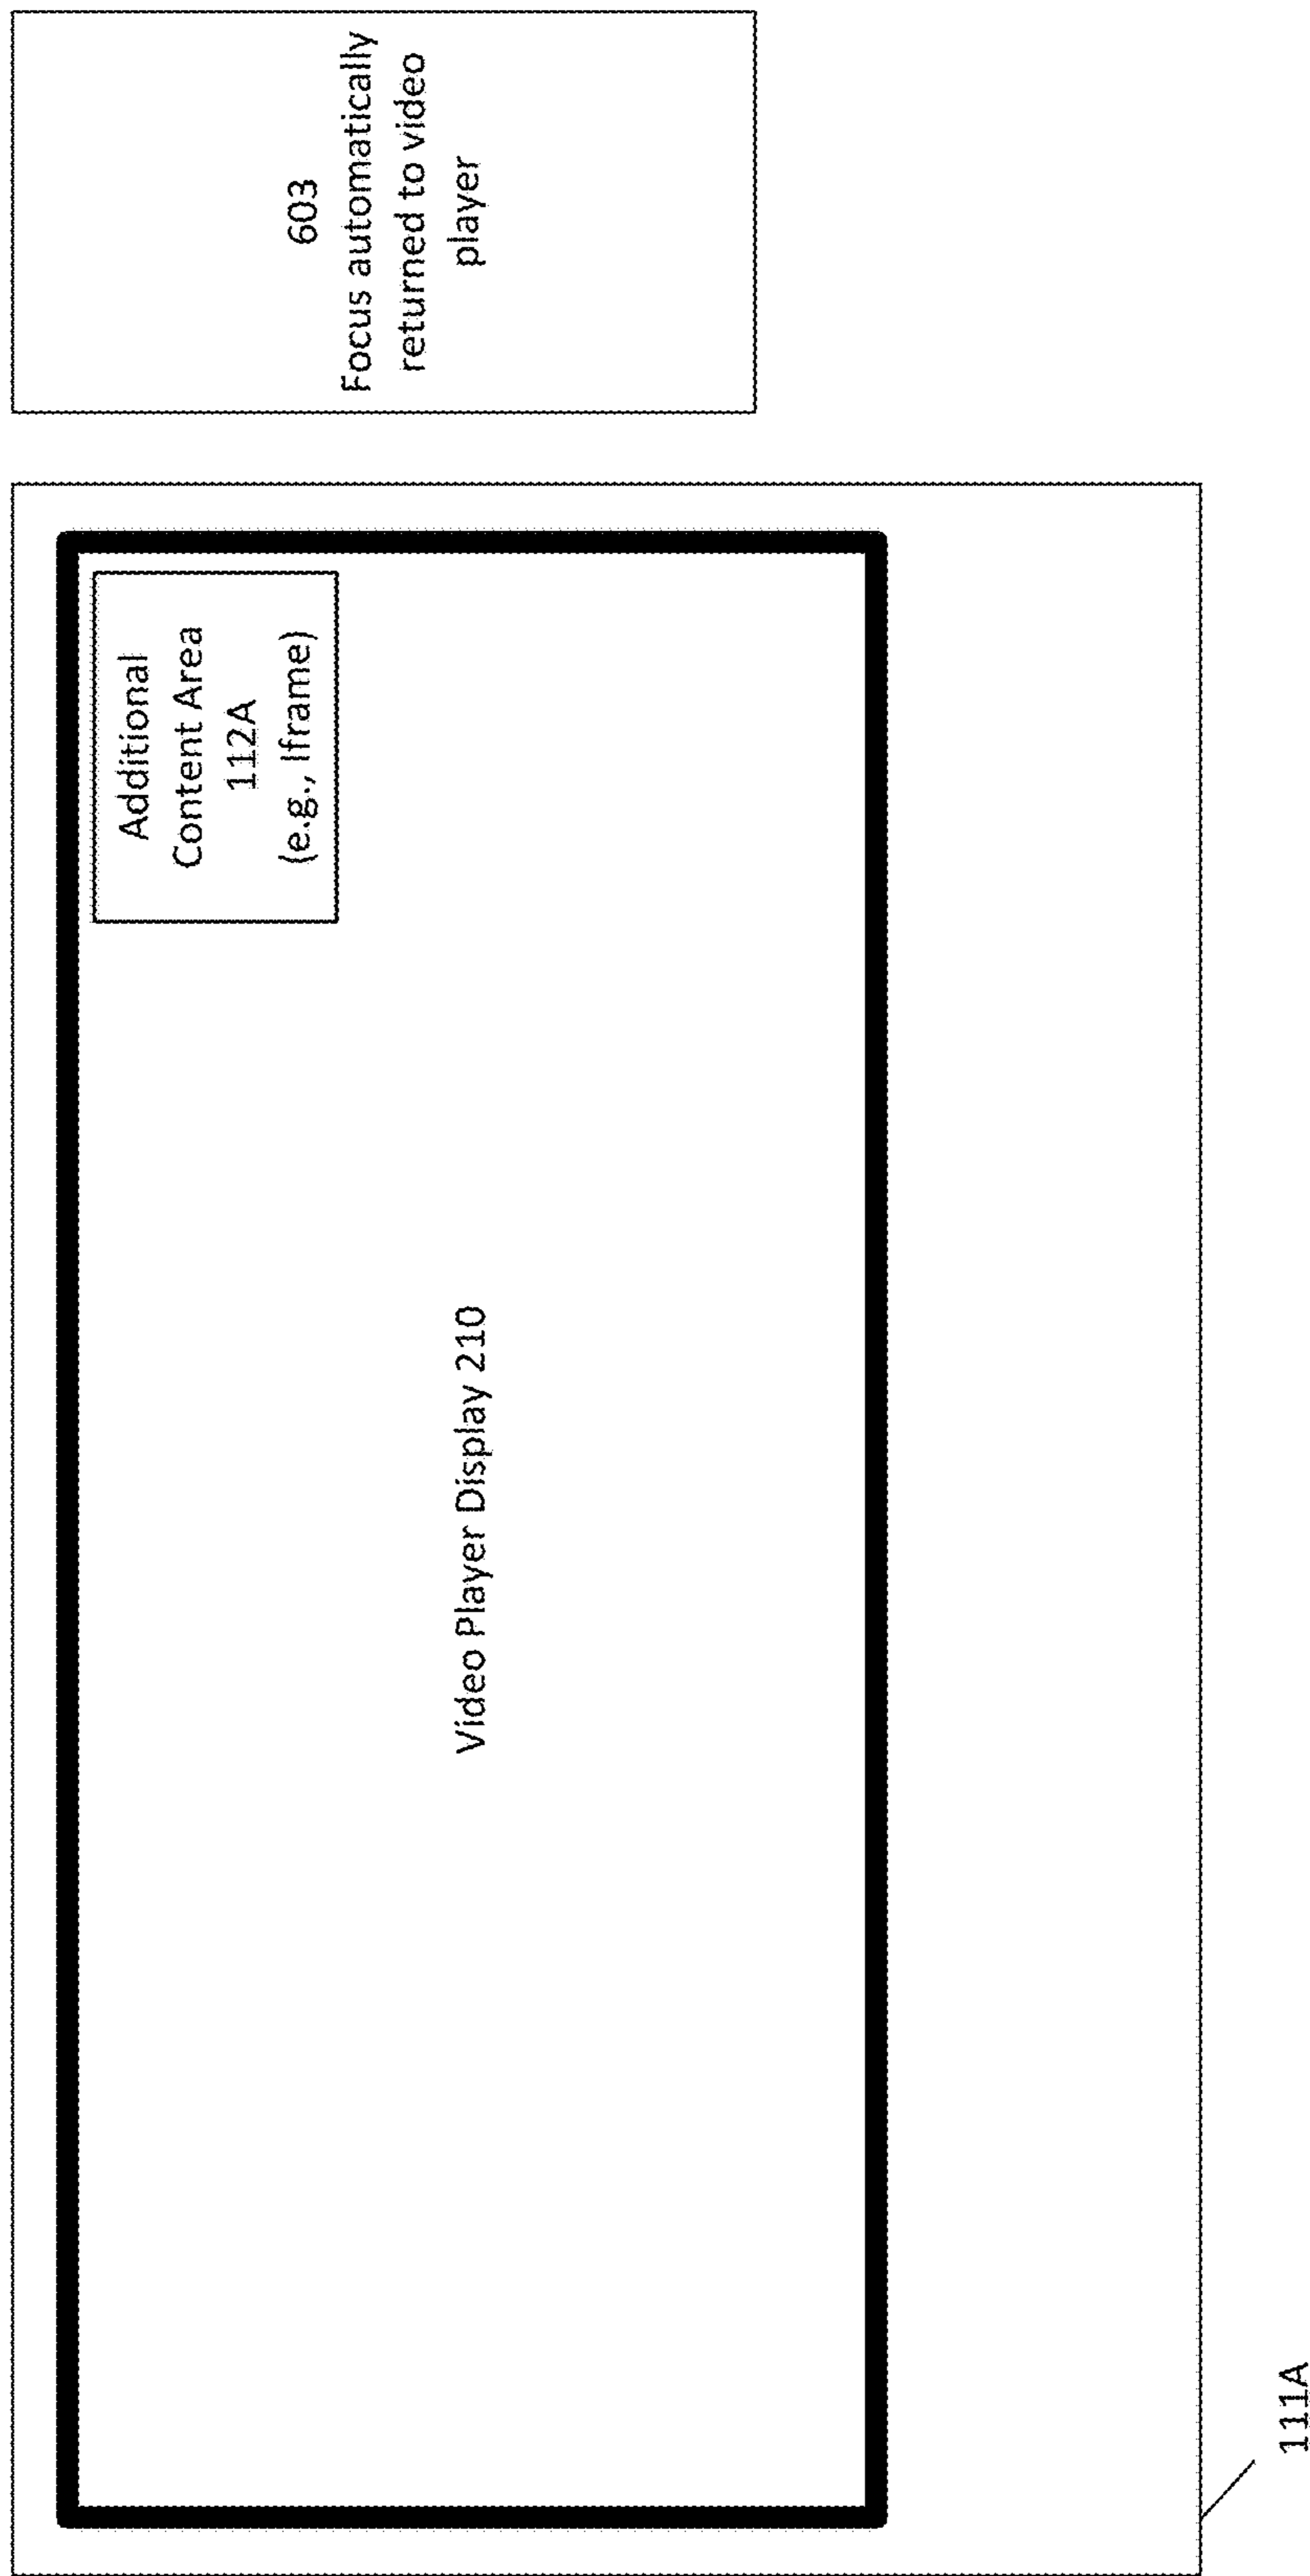 Additional
Content Area
112A
(e.g., Iframe)
Video Player Display 210
111A
603
Focus automatically
returned to video
player